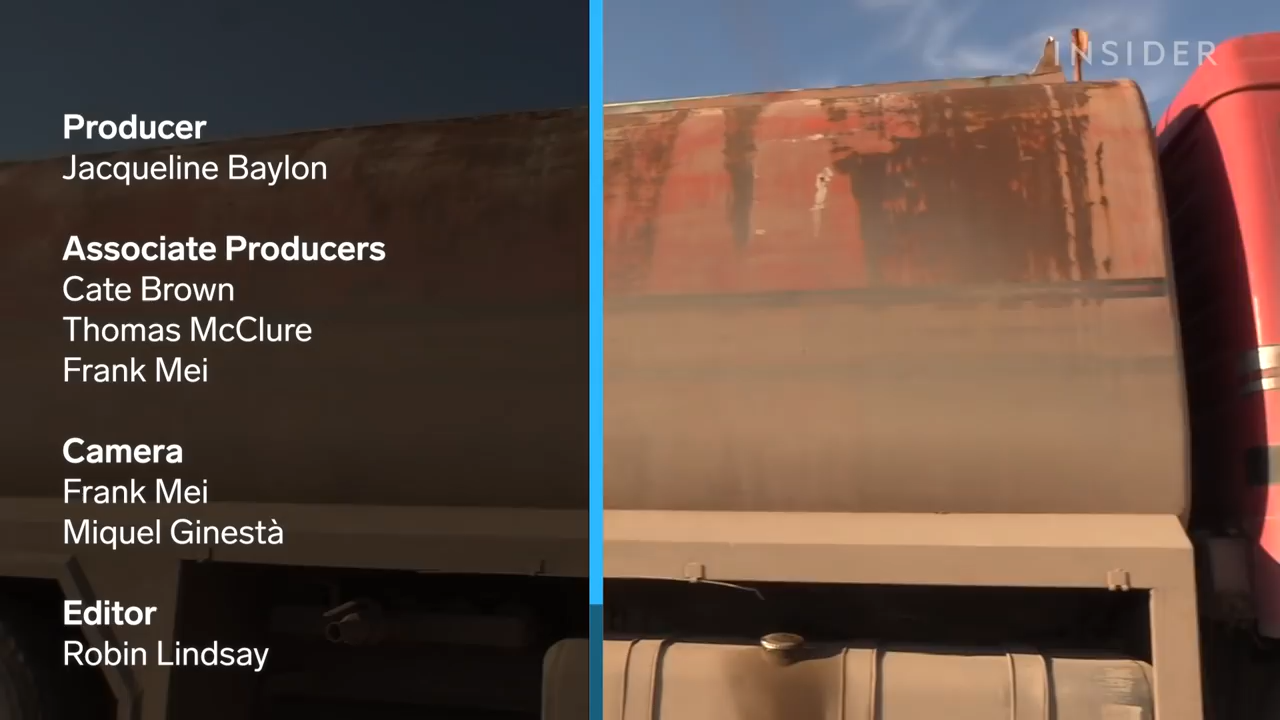 INSIDER
Producer
Jacqueline Baylon
Associate Producers
Cate Brown
Thomas McClure
Frank Mei
Camera
Frank Mei
Miquel Ginestà
Editor
Robin Lindsay